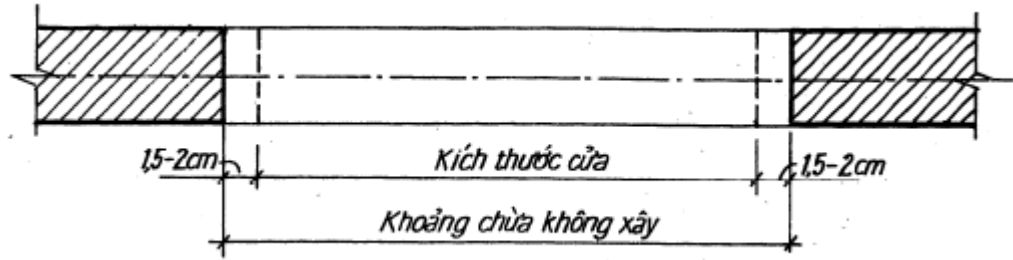 1,5-2cm
Kích thước cửa
1,5-2cm
Khoảng chừa không xây